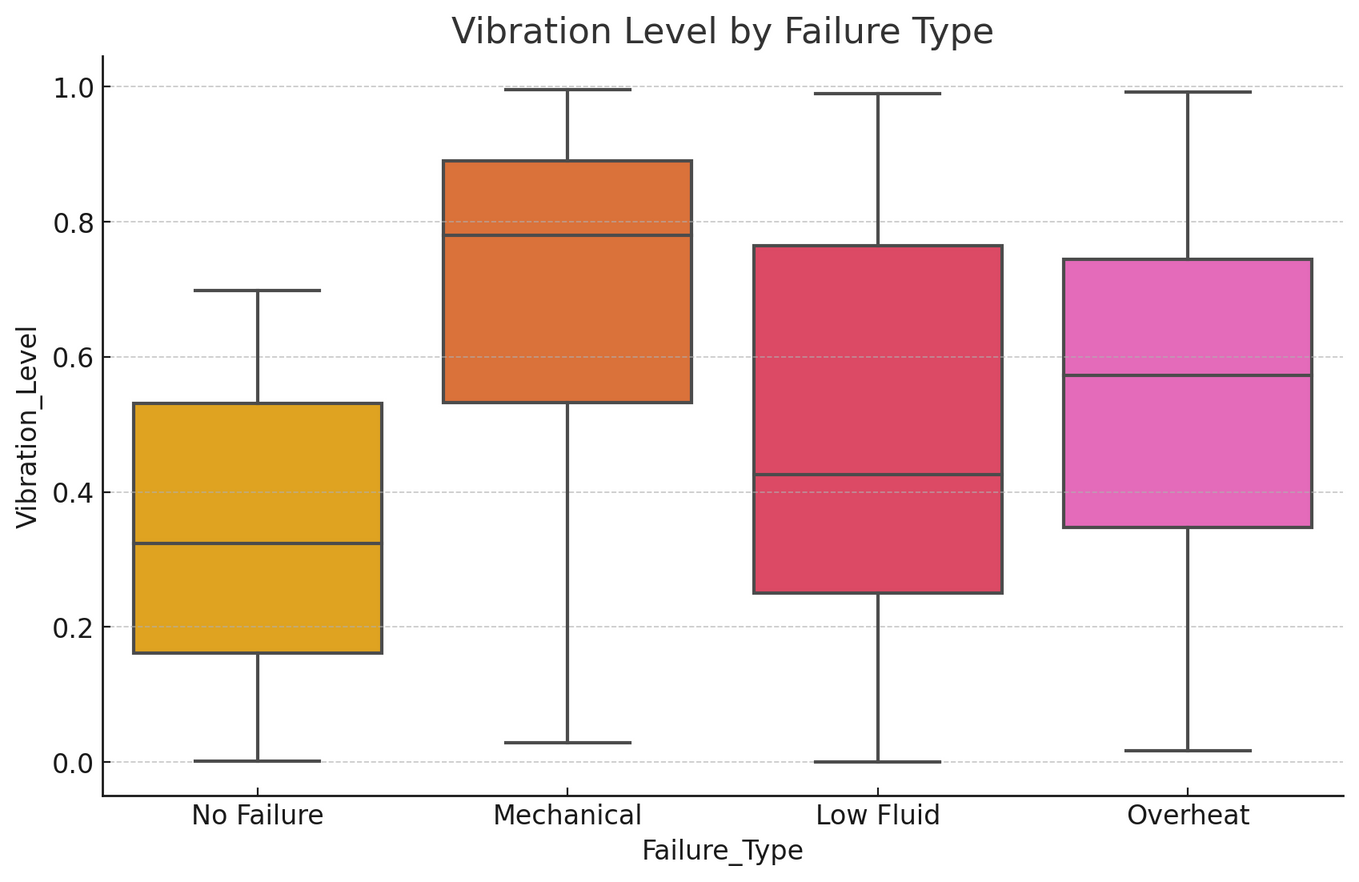 Vibration Level by Failure Type
Vibration_Level
1.0
0.8
0.6
0.4
0.2
0.0
No Failure Mechanical Low Fluid Overheat
Failure_Type